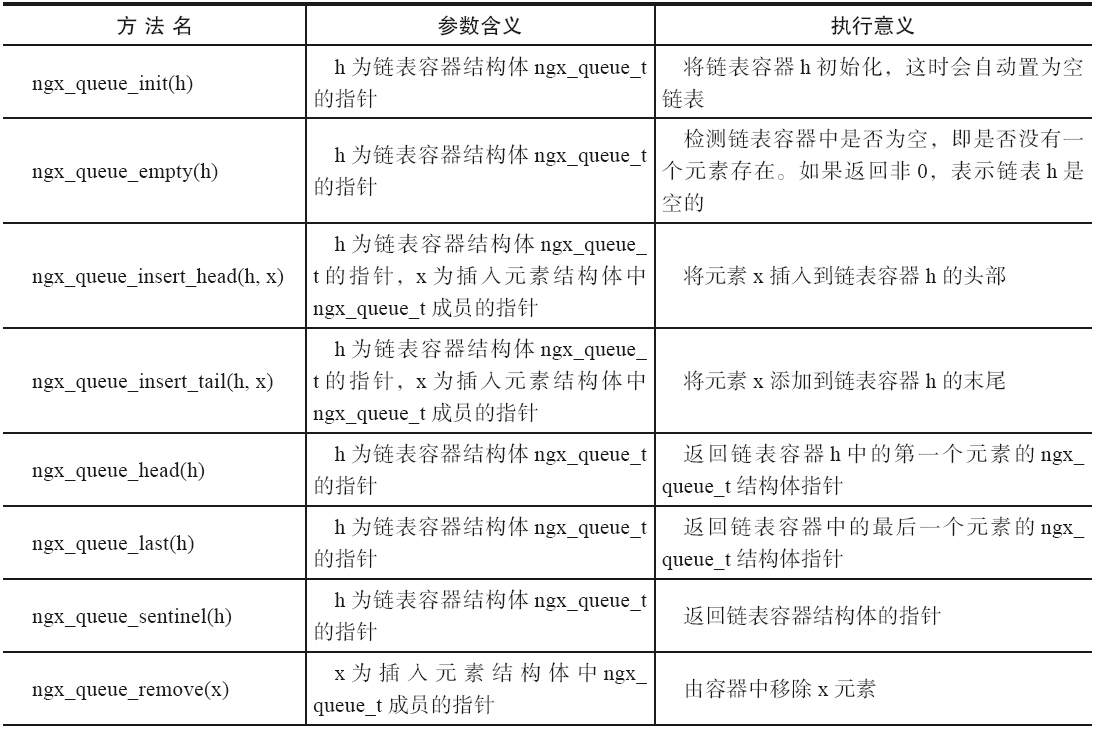 方 法 名
参数含义
执行意义
ngx_queue_init(h)
h 为链表容器结构体 ngx_queue_t
的指针
将链表容器 h 初始化，这时会自动置为空
链表
ngx_queue_empty(h)
h 为链表容器结构体 ngx_queue_t
的指针
检测链表容器中是否为空，即是否没有一
个元素存在。如果返回非 0，表示链表 h 是
空的
ngx_queue_insert_head(h, x)
h 为链表容器结构体 ngx_queue_
t 的指针，x 为插入元素结构体中
ngx_queue_t 成员的指针
将元素 x 插入到链表容器 h 的头部
ngx_queue_insert_tail(h, x)
h 为链表容器结构体 ngx_queue_
t 的指针，x 为插入元素结构体中
ngx_queue_t 成员的指针
将元素 x 添加到链表容器 h 的末尾
ngx_queue_head(h)
h 为链表容器结构体 ngx_queue_t
的指针
返回链表容器 h 中的第一个元素的 ngx_
queue_t 结构体指针
ngx_queue_last(h)
h 为链表容器结构体 ngx_queue_t
的指针
返回链表容器中的最后一个元素的 ngx_
queue_t 结构体指针
ngx_queue_sentinel(h)
h 为链表容器结构体 ngx_queue_t
的指针
返回链表容器结构体的指针
ngx_queue_remove(x)
x 为 插 入 元 素 结 构 体 中 ngx_
queue_t 成员的指针
由容器中移除 x 元素